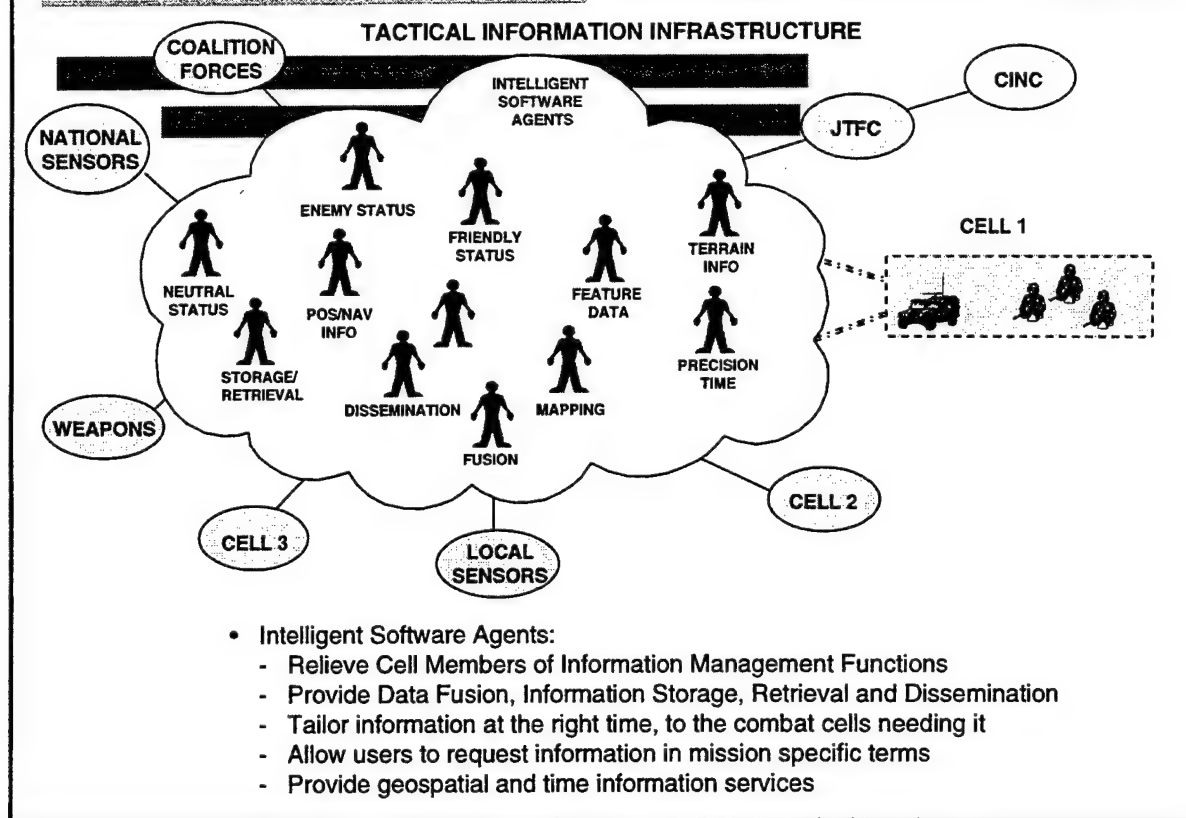 TACTICAL INFORMATION INFRASTRUCTURE
COALITION
FORCES
INTELLIGENT
SOFTWARE
AGENTS
CINC
JTFC
NATIONAL
SENSORS
ENEMY STATUS
FRIENDLY
STATUS
TERRAIN
INFO
CELL 1
NEUTRAL
STATUS
POS/NAV
INFO
FEATURE
DATA
STORAGE/
RETRIEVAL
PRECISION
TIME
DISSEMINATION
MAPPING
WEAPONS
FUSION
CELL 2
CELL 3
LOCAL
SENSORS
• Intelligent Software Agents:
- Relieve Cell Members of Information Management Functions
- Provide Data Fusion, Information Storage, Retrieval and Dissemination
- Tailor information at the right time, to the combat cells needing it
- Allow users to request information in mission specific terms
- Provide geospatial and time information services